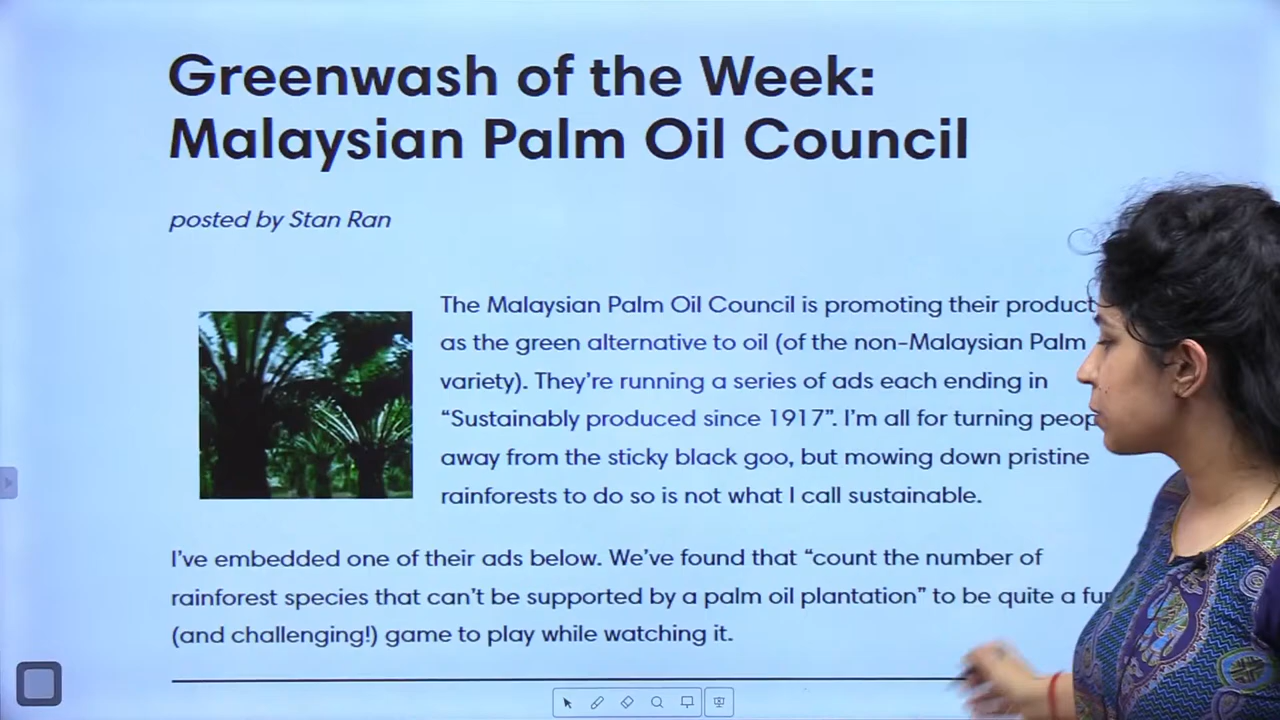 Greenwash of the Week:
Malaysian Palm Oil Council
posted by Stan Ran
The Malaysian Palm Oil Council is promoting their product
as the green alternative to oil (of the non-Malaysian Palm
variety). They're running a series of ads each ending in
“Sustainably produced since 1917”. I'm all for turning
away from the sticky black goo, but mowing down pristine
rainforests to do so is not what I call sustainable.
I've embedded one of their ads below. We've found that “count the number of
rainforest species that can't be supported by a palm oil plantation” to be quite a
(and challenging!) game to play while watching it.